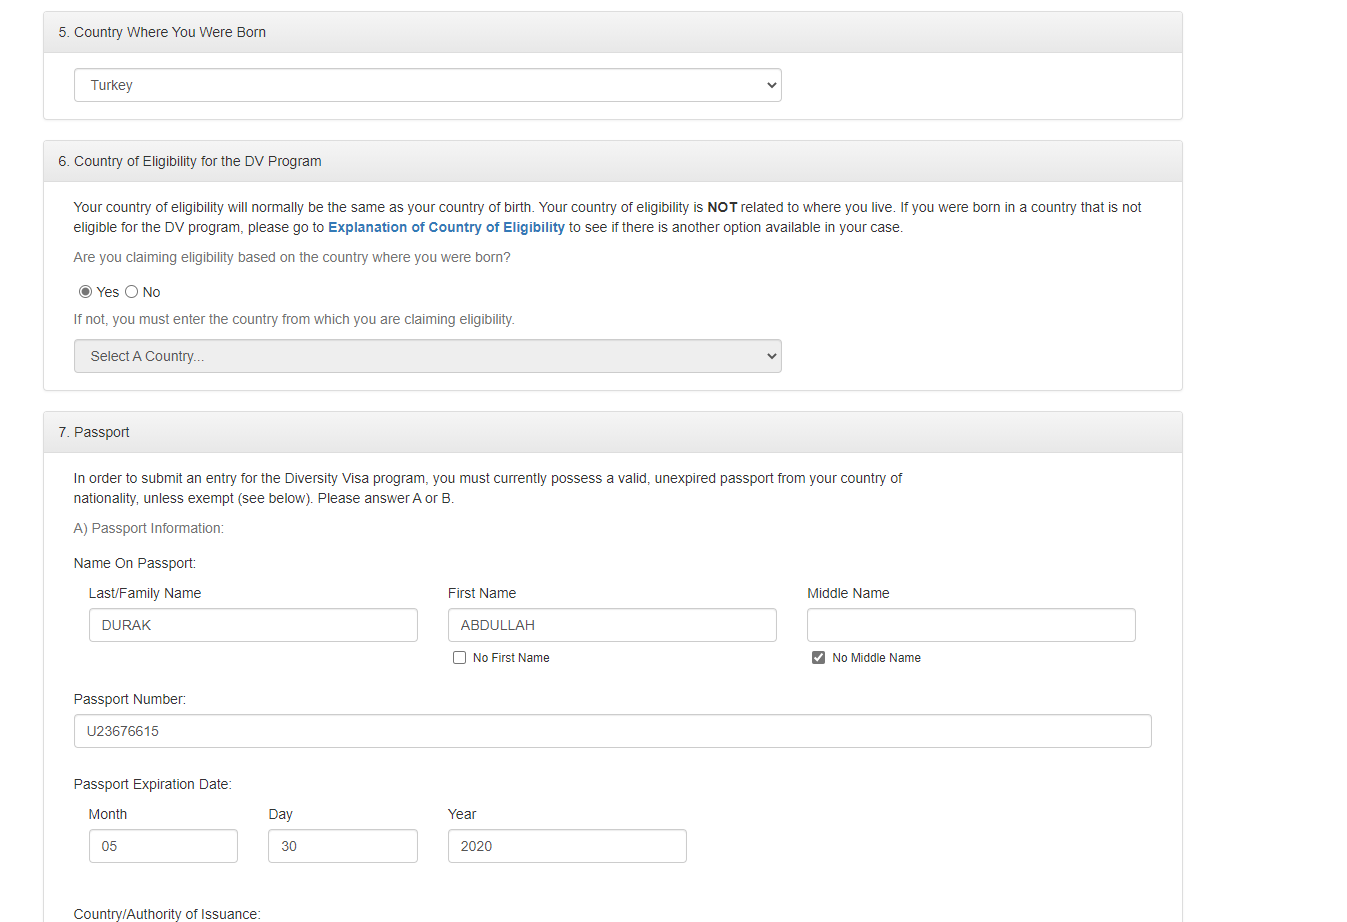 5. Country Where You Were Born
Turkey
6. Country of Eligibility for the DV Program
Your country of eligibility will normally be the same as your country of birth. Your country of eligibility is NOT related to where you live. If you were born in a country that is not
eligible for the DV program, please go to Explanation of Country of Eligibility to see if there is another option available in your case.
Are you claiming eligibility based on the country where you were born?
Yes No
If not, you must enter the country from which you are claiming eligibility.
Select A Country...
7. Passport
In order to submit an entry for the Diversity Visa program, you must currently possess a valid, unexpired passport from your country of
nationality, unless exempt (see below). Please answer A or B.
A) Passport Information:
Name On Passport:
Last/Family Name First Name Middle Name
DURAK ABDULLAH
No First Name No Middle Name
Passport Number:
U23676615
Passport Expiration Date:
Month Day Year
05 30 2020
Country/Authority of Issuance: